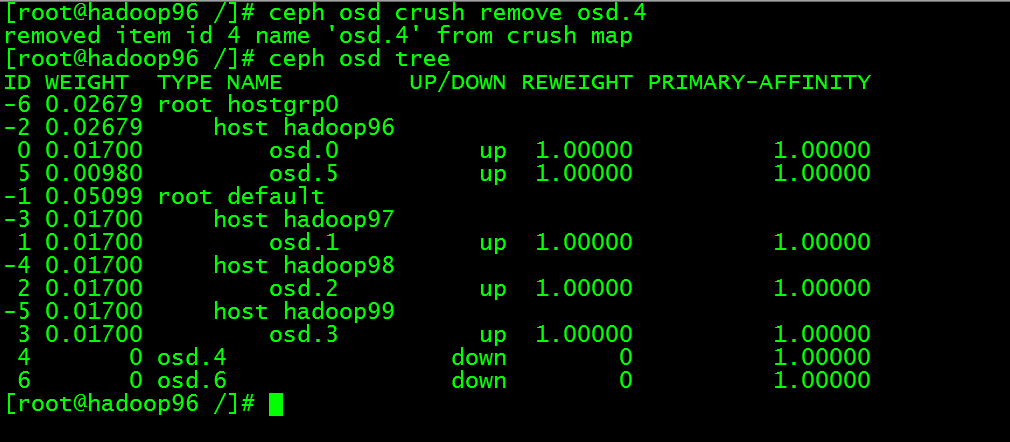 [root@hadoop96 /]# ceph osd crush remove osd.4
removed item id 4 name 'osd.4' from crush map
[root@hadoop96 /]# ceph osd tree
ID WEIGHT  TYPE NAME             UP/DOWN REWEIGHT PRIMARY-AFFINITY
-6 0.02679 root hostgrp0
-2 0.02679     host hadoop96
 0 0.01700         osd.0              up  1.00000          1.00000
 5 0.00980         osd.5              up  1.00000          1.00000
-1 0.05099 root default
-3 0.01700     host hadoop97
 1 0.01700         osd.1              up  1.00000          1.00000
-4 0.01700     host hadoop98
 2 0.01700         osd.2              up  1.00000          1.00000
-5 0.01700     host hadoop99
 3 0.01700         osd.3              up  1.00000          1.00000
 4       0 osd.4                    down        0          1.00000
 6       0 osd.6                    down        0          1.00000
[root@hadoop96 /]#